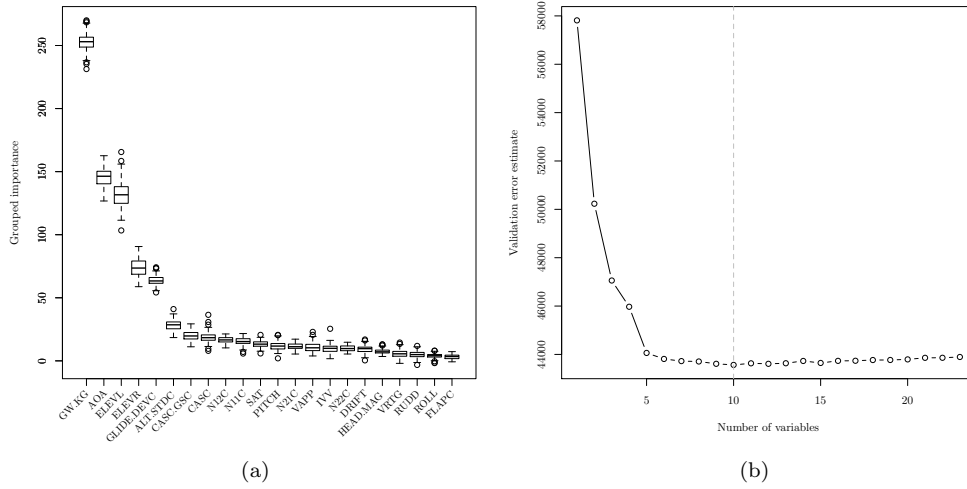 Grouped importance
0
50
100
150
200
250
GW.KG
AOA
ELEVL
ELEVR
GLIDE.DEVC
ALT.STDC
CASC.GSC
CASC
N12C
N11C
SAT
PITCH
N21C
VAPP
IVV
N22C
DRIFT
HEAD.MAG
VRTG
RUDD
ROLL
FLAPC
(a)
Validation error estimate
44000
46000
48000
50000
52000
54000
56000
58000
5
10
15
20
Number of variables
(b)